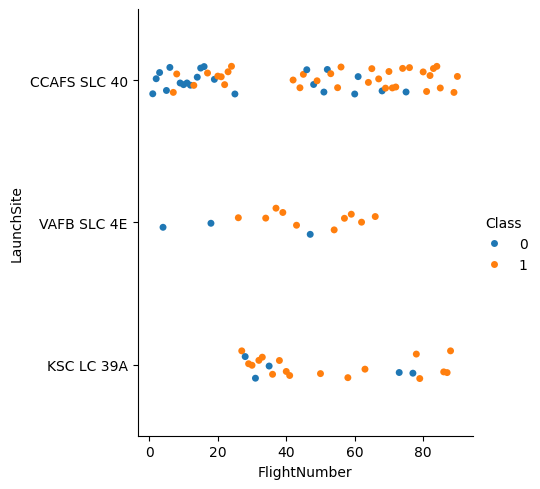 CCAFS SLC 40
VAFB SLC 4E
KSC LC 39A
LaunchSite
0 20 40 60 80
FlightNumber
Class
0
1